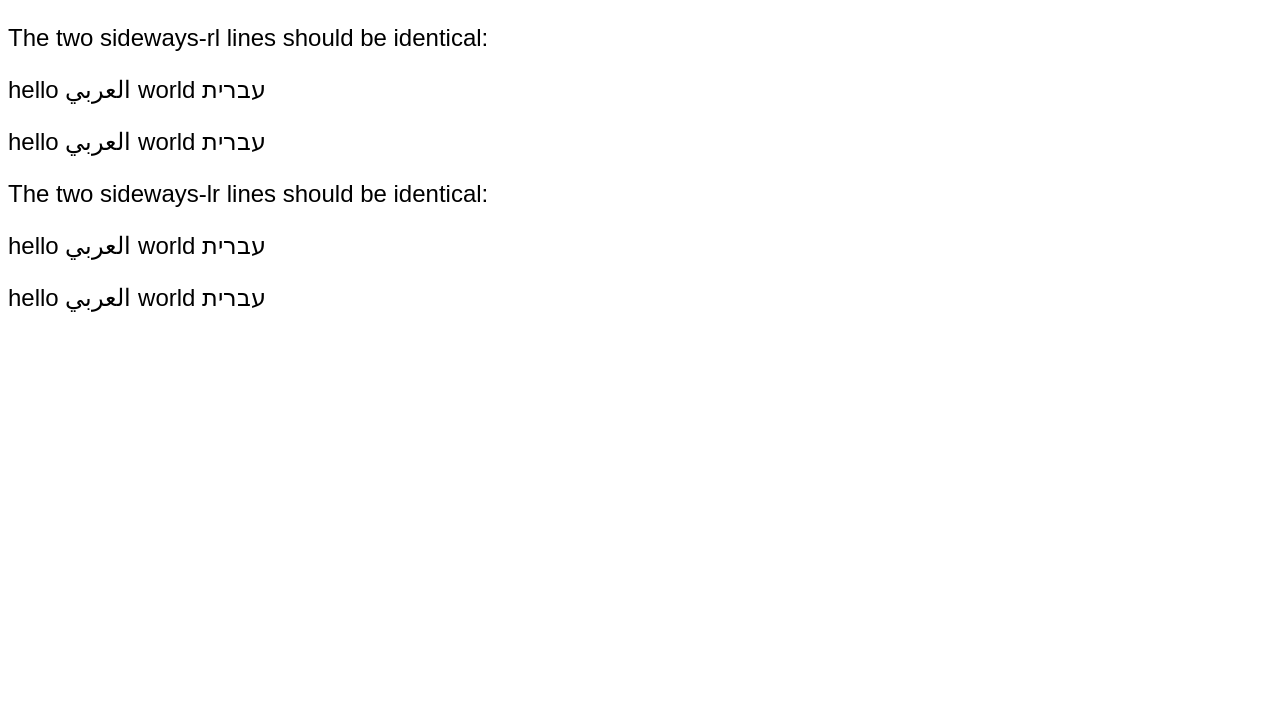 The two sideways-rl lines should be identical:
hello العربي world עברית
hello العربي world עברית
The two sideways-lr lines should be identical:
hello العربي world עברית
hello العربي world עברית